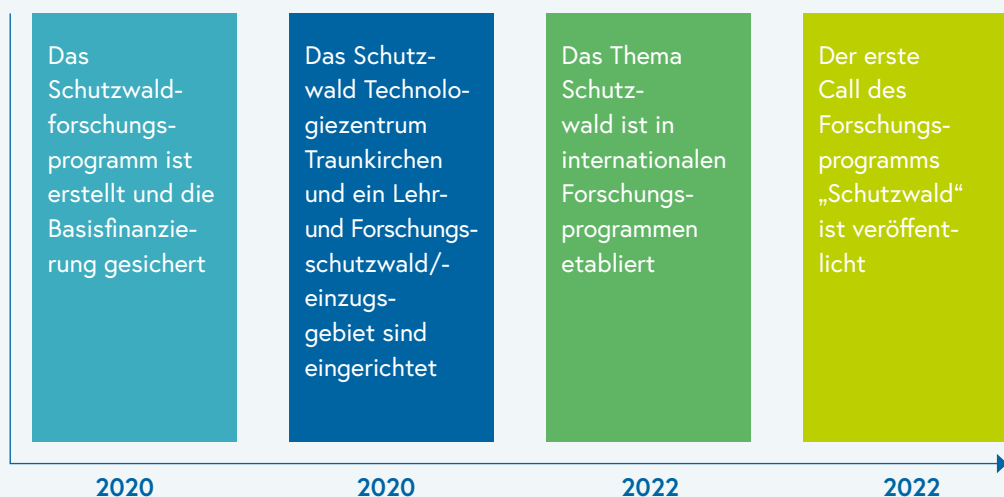 Das
Schutzwald-
forschungs-
programm ist
erstellt und die
Basisfinanzie-
rung gesichert
Das Schutz-
wald Technolo-
giezentrum
Traunkirchen
und ein Lehr-
und Forschungs-
schutzwald/-
einzugs-
gebiet sind
eingerichtet
Das Thema
Schutz-
wald ist in
internationalen
Forschungs-
programmen
etabliert
Der erste
Call des
Forschungs-
programms
„Schutzwald“
ist veröffent-
licht
2020
2020
2022
2022